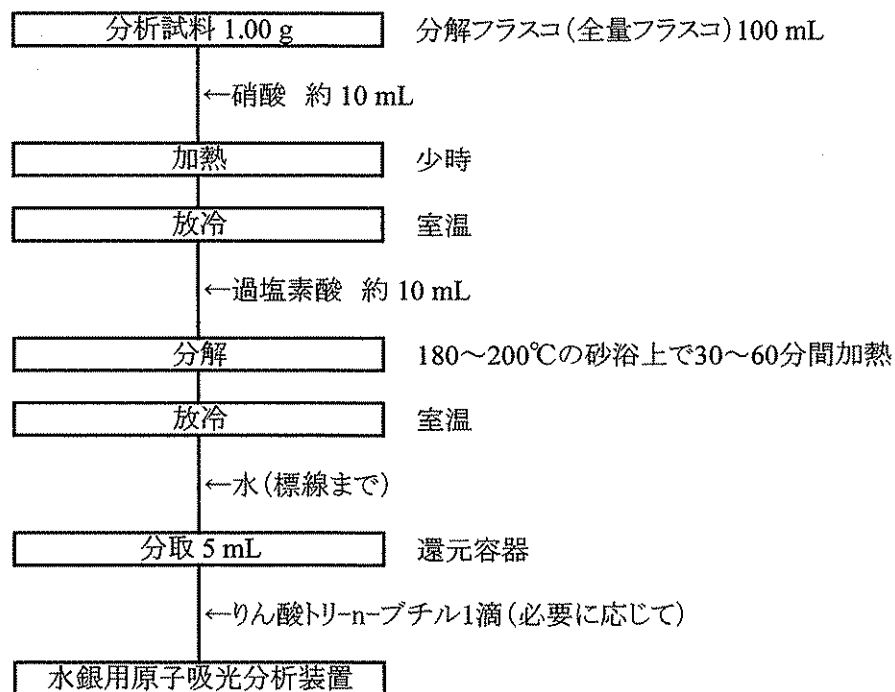 分析試料 1.00 g 分解フラスコ(全量フラスコ)100 mL
←硝酸 約 10 mL
加熱 少時
放冷 室温
←過塩素酸 約 10 mL
分解 180～200℃の砂浴上で30～60分間加熱
放冷 室温
←水(標線まで)
分取 5 mL 還元容器
←りん酸トリ-n-ブチル1滴(必要に応じて)
水銀用原子吸光分析装置